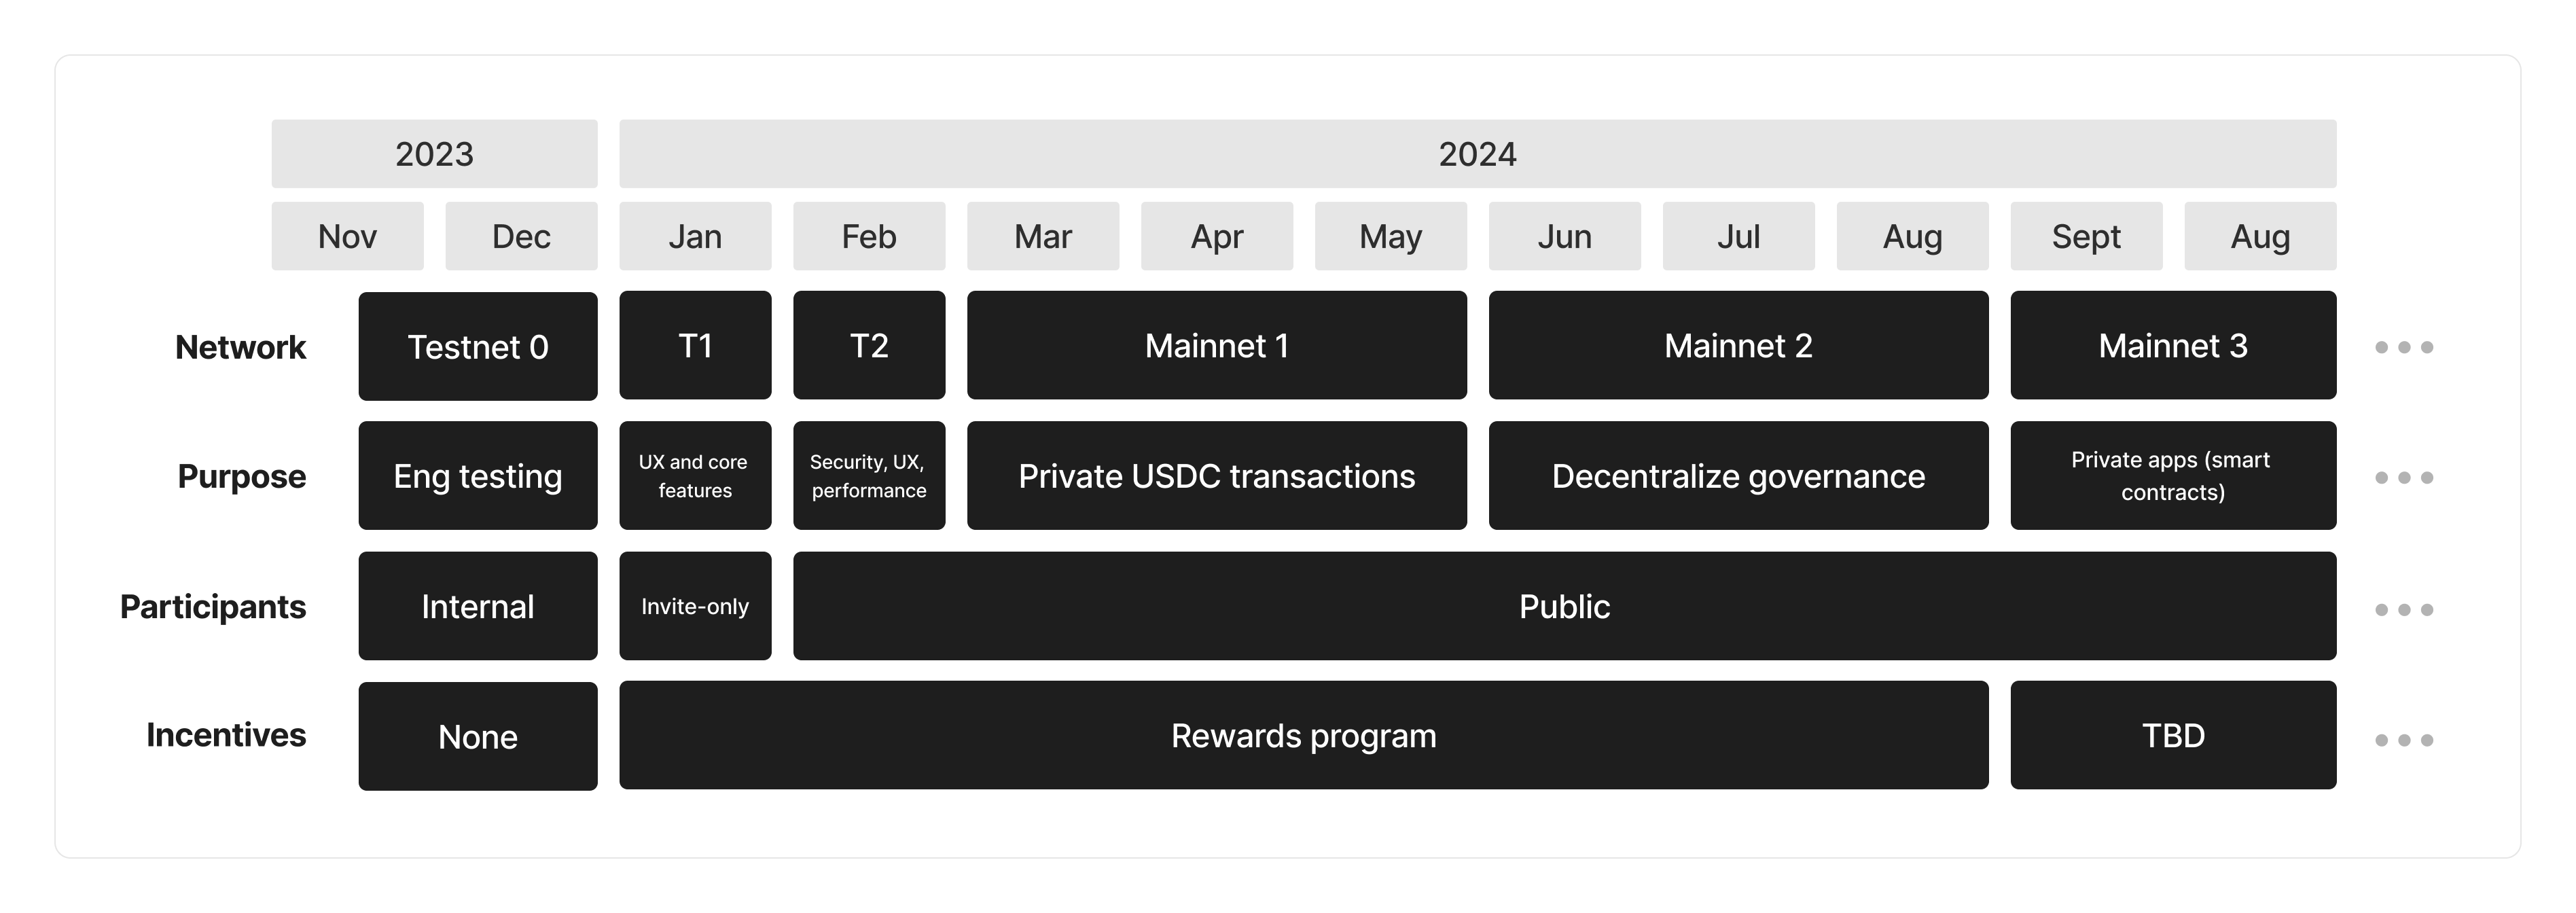 2023 2024
Nov Dec Jan Feb Mar Apr May Jun Jul Aug Sept Aug
Network Testnet 0 T1 T2 Mainnet 1 Mainnet 2 Mainnet 3
Purpose Eng testing UX and core features Security, UX, performance Private USDC transactions Decentralize governance Private apps (smart contracts)
Participants Internal Invite-only Public
Incentives None Rewards program TBD